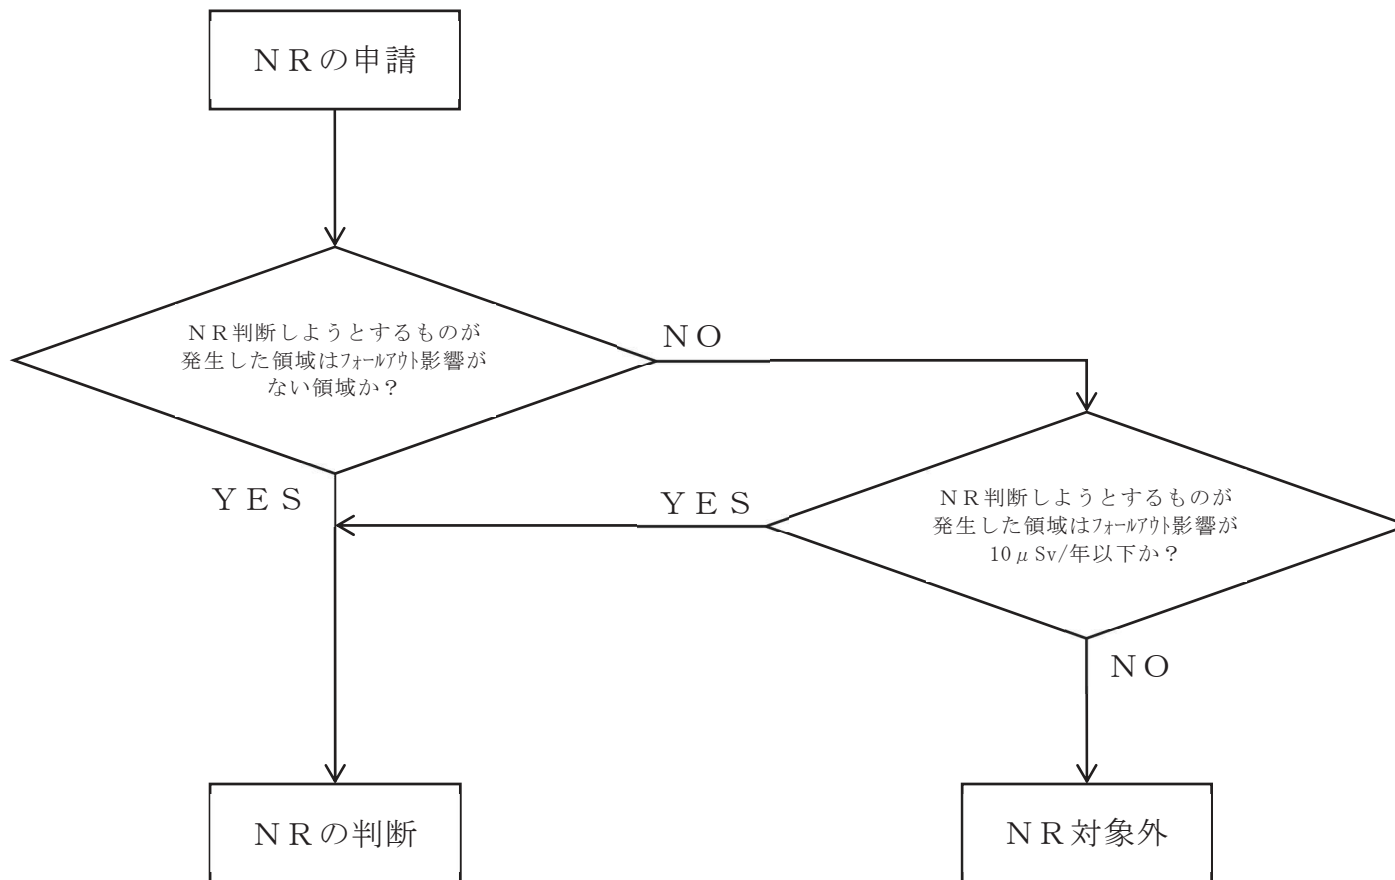 ＮＲの申請
ＮＲ判断しようとするものが
発生した領域はﾌｫｰﾙｱｳﾄ影響が
ない領域か？
ＮＯ
ＹＥＳ
ＹＥＳ
ＮＲ判断しようとするものが
発生した領域はﾌｫｰﾙｱｳﾄ影響が
10μSv/年以下か？
ＮＯ
ＮＲの判断
ＮＲ対象外